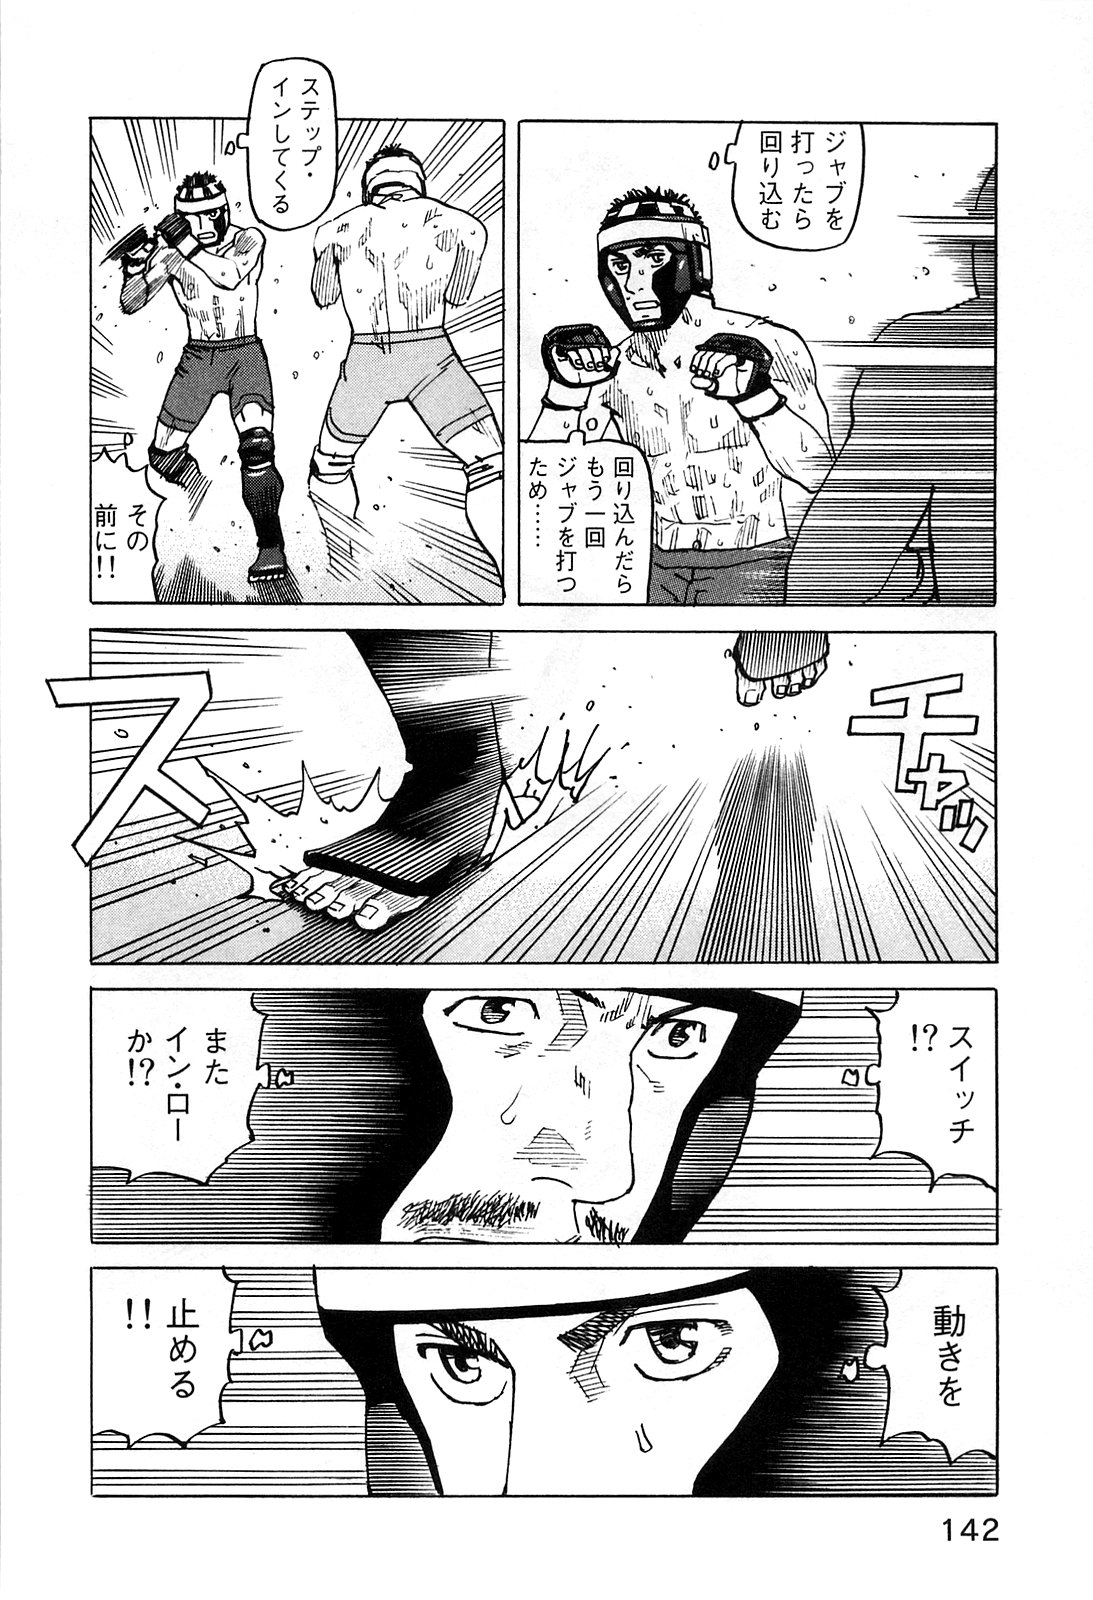 ジャブを
打ったら
回り込む
回り込んだら
もう一回
ジャブを打つ
ため……
ステップ・
インしてくる
その
前に!!
チャッ
ス
スイッチ
!?
また
イン・ロー
か!?
動きを
止める
!!
142